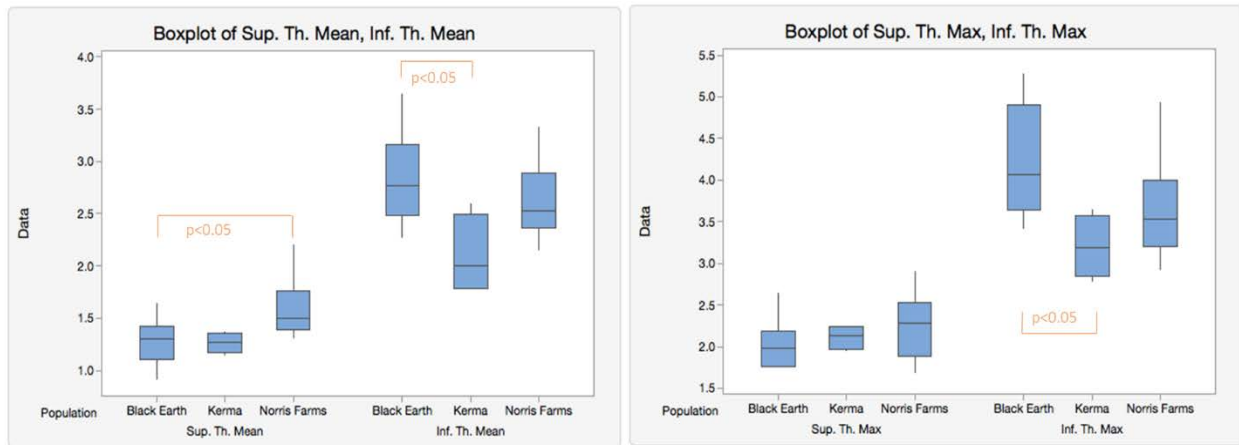 Boxplot of Sup. Th. Mean, Inf. Th. Mean
4.0
3.5
3.0
2.5
2.0
1.5
1.0
Data
p<0.05
p<0.05
Population Black Earth Kerma Norris Farms Black Earth Kerma Norris Farms
Sup. Th. Mean Inf. Th. Mean
Boxplot of Sup. Th. Max, Inf. Th. Max
5.5
5.0
4.5
4.0
3.5
3.0
2.5
2.0
1.5
Data
p<0.05
Population Black Earth Kerma Norris Farms Black Earth Kerma Norris Farms
Sup. Th. Max Inf. Th. Max